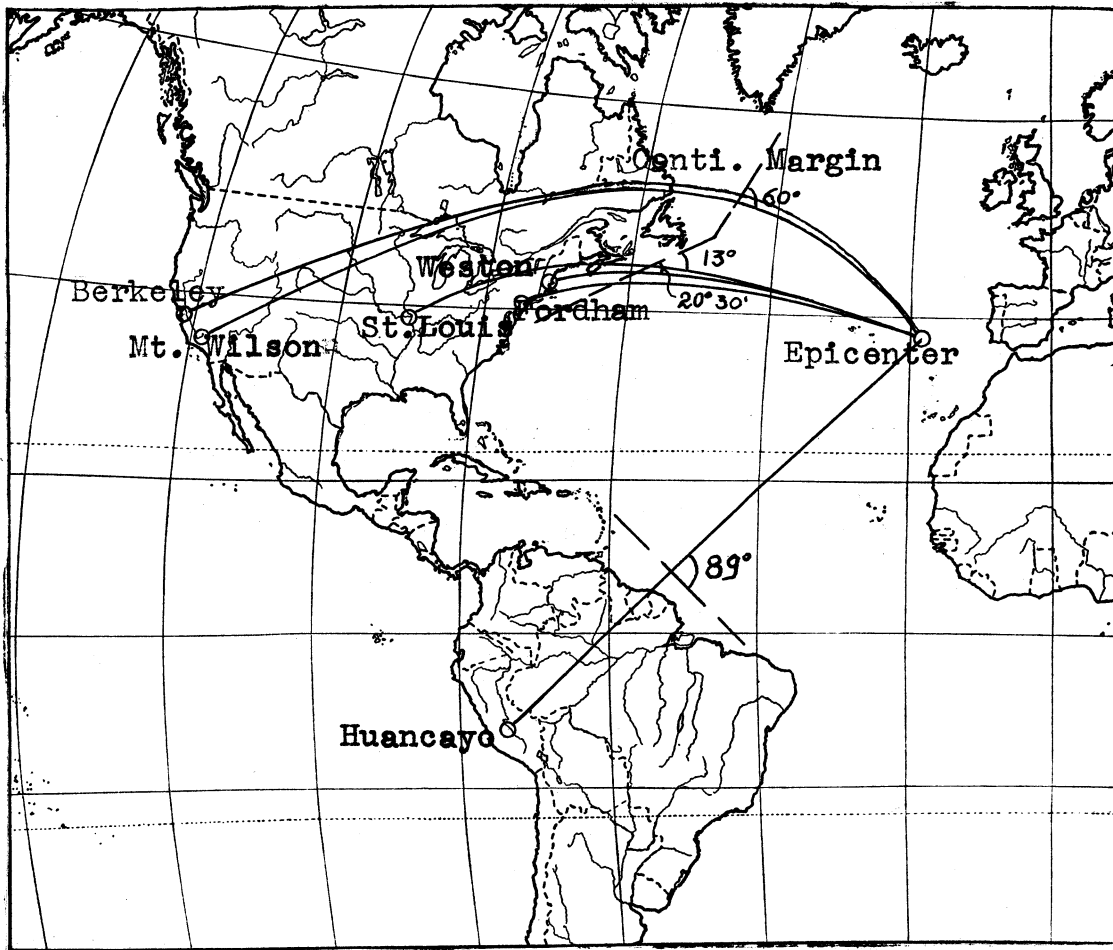 Conti. Margin
60°
13°
Weston
20°30'
Berkeley
Fordham
St.Louis
Mt. Wilson
Epicenter
89°
Huancayo